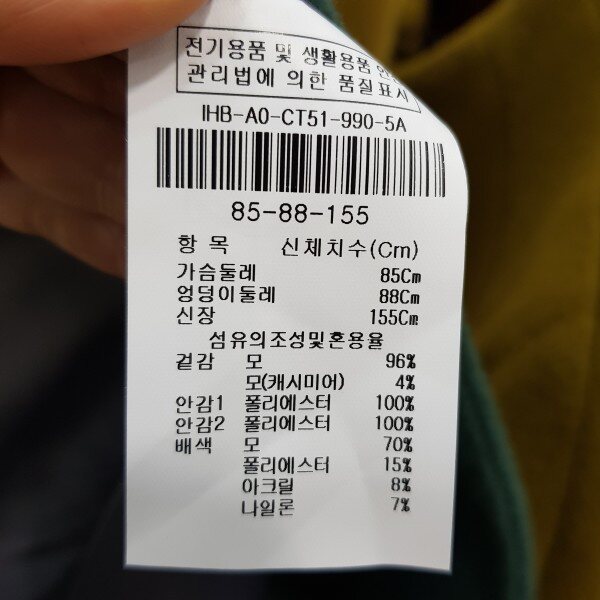 전기용품 및 생활용품 안전
관리법에 의한 품질표시
IHB-A0-CT51-990-5A
85-88-155
항 목 신체치수(Cm)
가슴둘레 85Cm
엉덩이둘레 88Cm
신장 155Cm
섬유의조성및혼용율
겉감 모 96%
모(캐시미어) 4%
안감1 폴리에스터 100%
안감2 폴리에스터 100%
배색 모 70%
폴리에스터 15%
아크릴 8%
나일론 7%